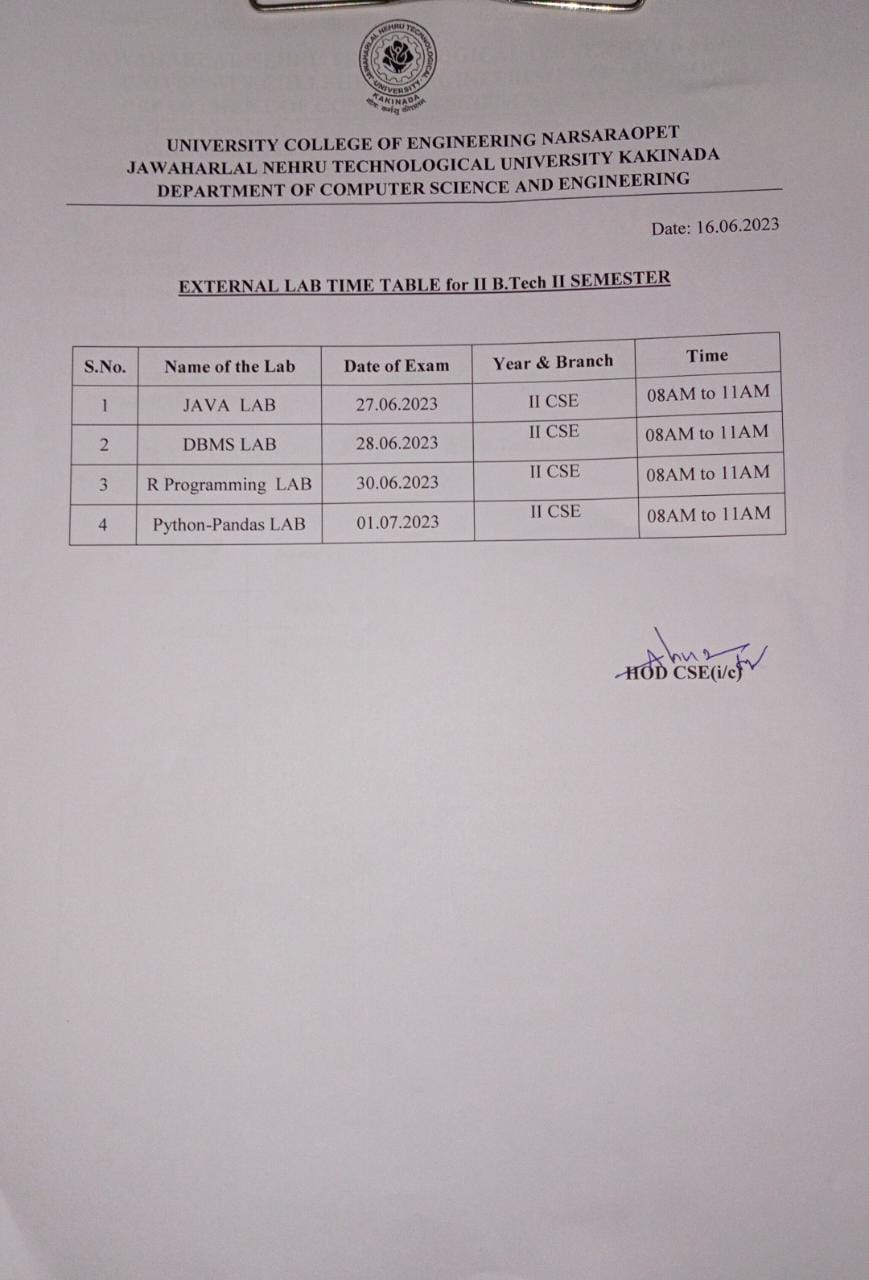 JAWAHARLAL NEHRU TECHNOLOGICAL
UNIVERSITY
KAKINADA
UNIVERSITY COLLEGE OF ENGINEERING NARSARAOPET
JAWAHARLAL NEHRU TECHNOLOGICAL UNIVERSITY KAKINADA
DEPARTMENT OF COMPUTER SCIENCE AND ENGINEERING
Date: 16.06.2023
EXTERNAL LAB TIME TABLE for II B.Tech II SEMESTER
S.No. Name of the Lab Date of Exam Year & Branch Time
1 JAVA LAB 27.06.2023 II CSE 08AM to 11AM
2 DBMS LAB 28.06.2023 II CSE 08AM to 11AM
3 R Programming LAB 30.06.2023 II CSE 08AM to 11AM
4 Python-Pandas LAB 01.07.2023 II CSE 08AM to 11AM
HOD CSE(i/c)